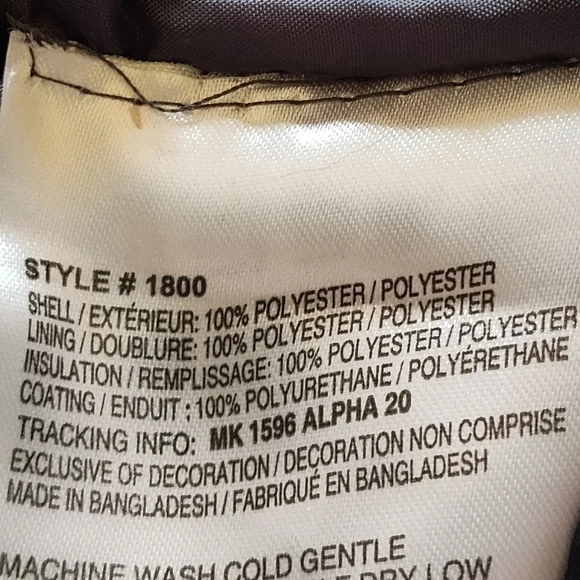 STYLE # 1800
SHELL / EXTÉRIEUR: 100% POLYESTER / POLYESTER
LINING / DOUBLURE: 100% POLYESTER / POLYESTER
INSULATION / REMPLISSAGE: 100% POLYESTER / POLYESTER
COATING / ENDUIT : 100% POLYURETHANE / POLYÉRETHANE
TRACKING INFO: MK 1596 ALPHA 20
EXCLUSIVE OF DECORATION / DECORATION NON COMPRISE
MADE IN BANGLADESH / FABRIQUÉ EN BANGLADESH
MACHINE WASH COLD GENTLE
DRY LOW